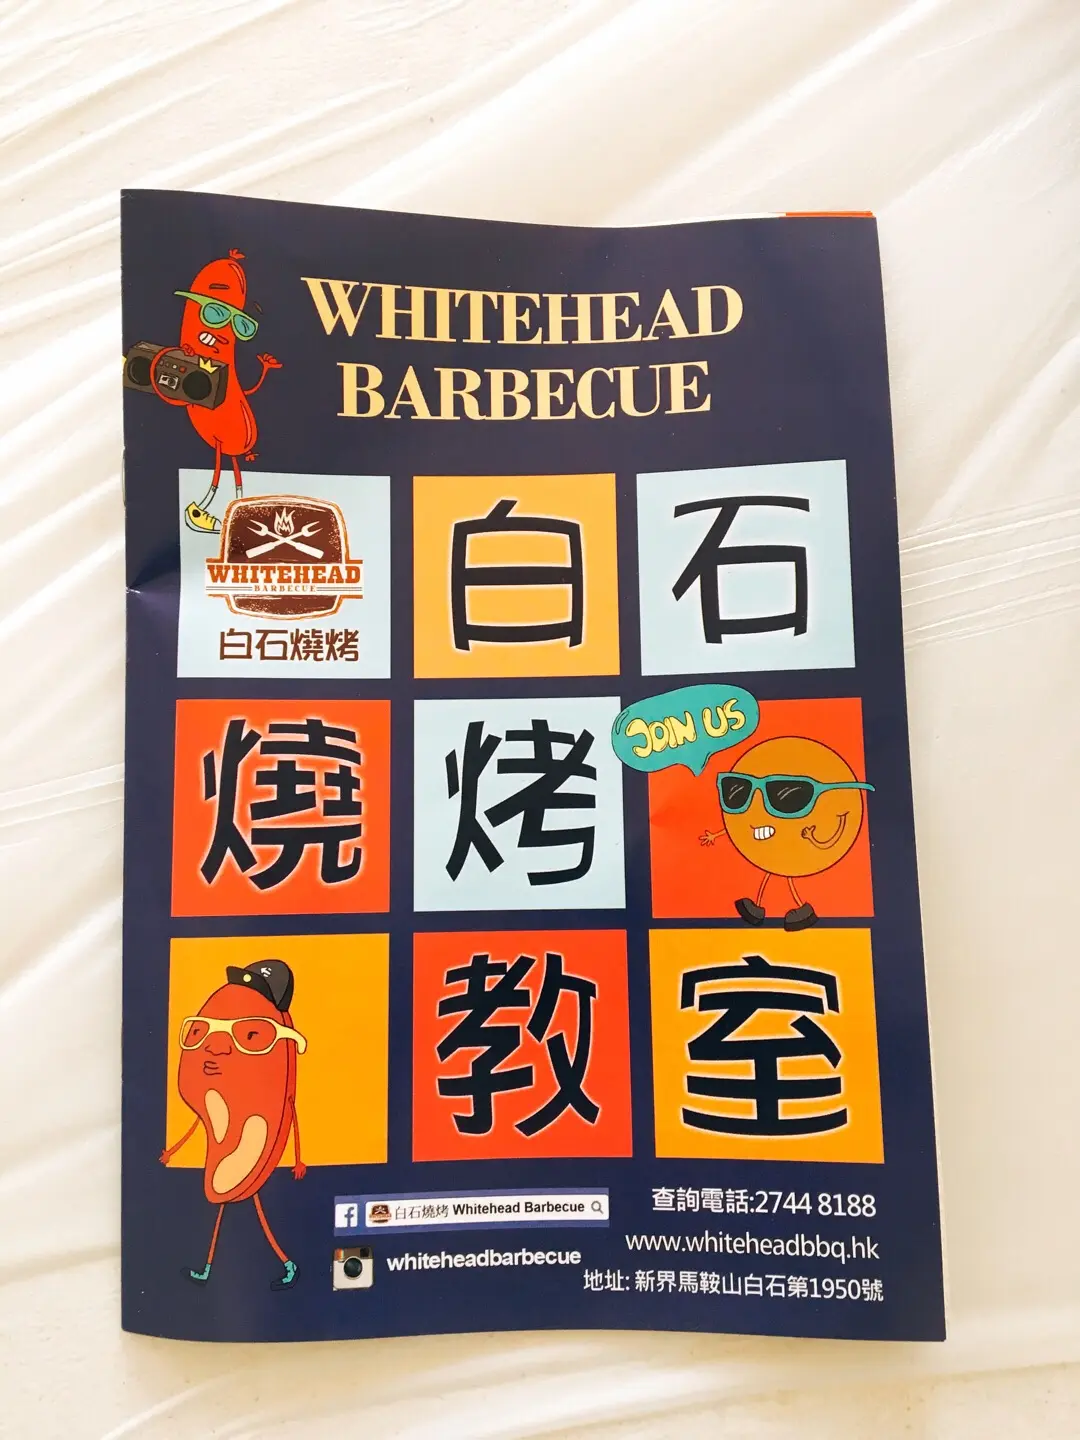 WHITEHEAD
BARBECUE
WHITEHEAD
BARBECUE
白石燒烤
白石
燒烤
JOIN US
教室
白石燒烤 Whitehead Barbecue
whiteheadbarbecue
查詢電話:2744 8188
www.whiteheadbbq.hk
地址: 新界馬鞍山白石第1950號